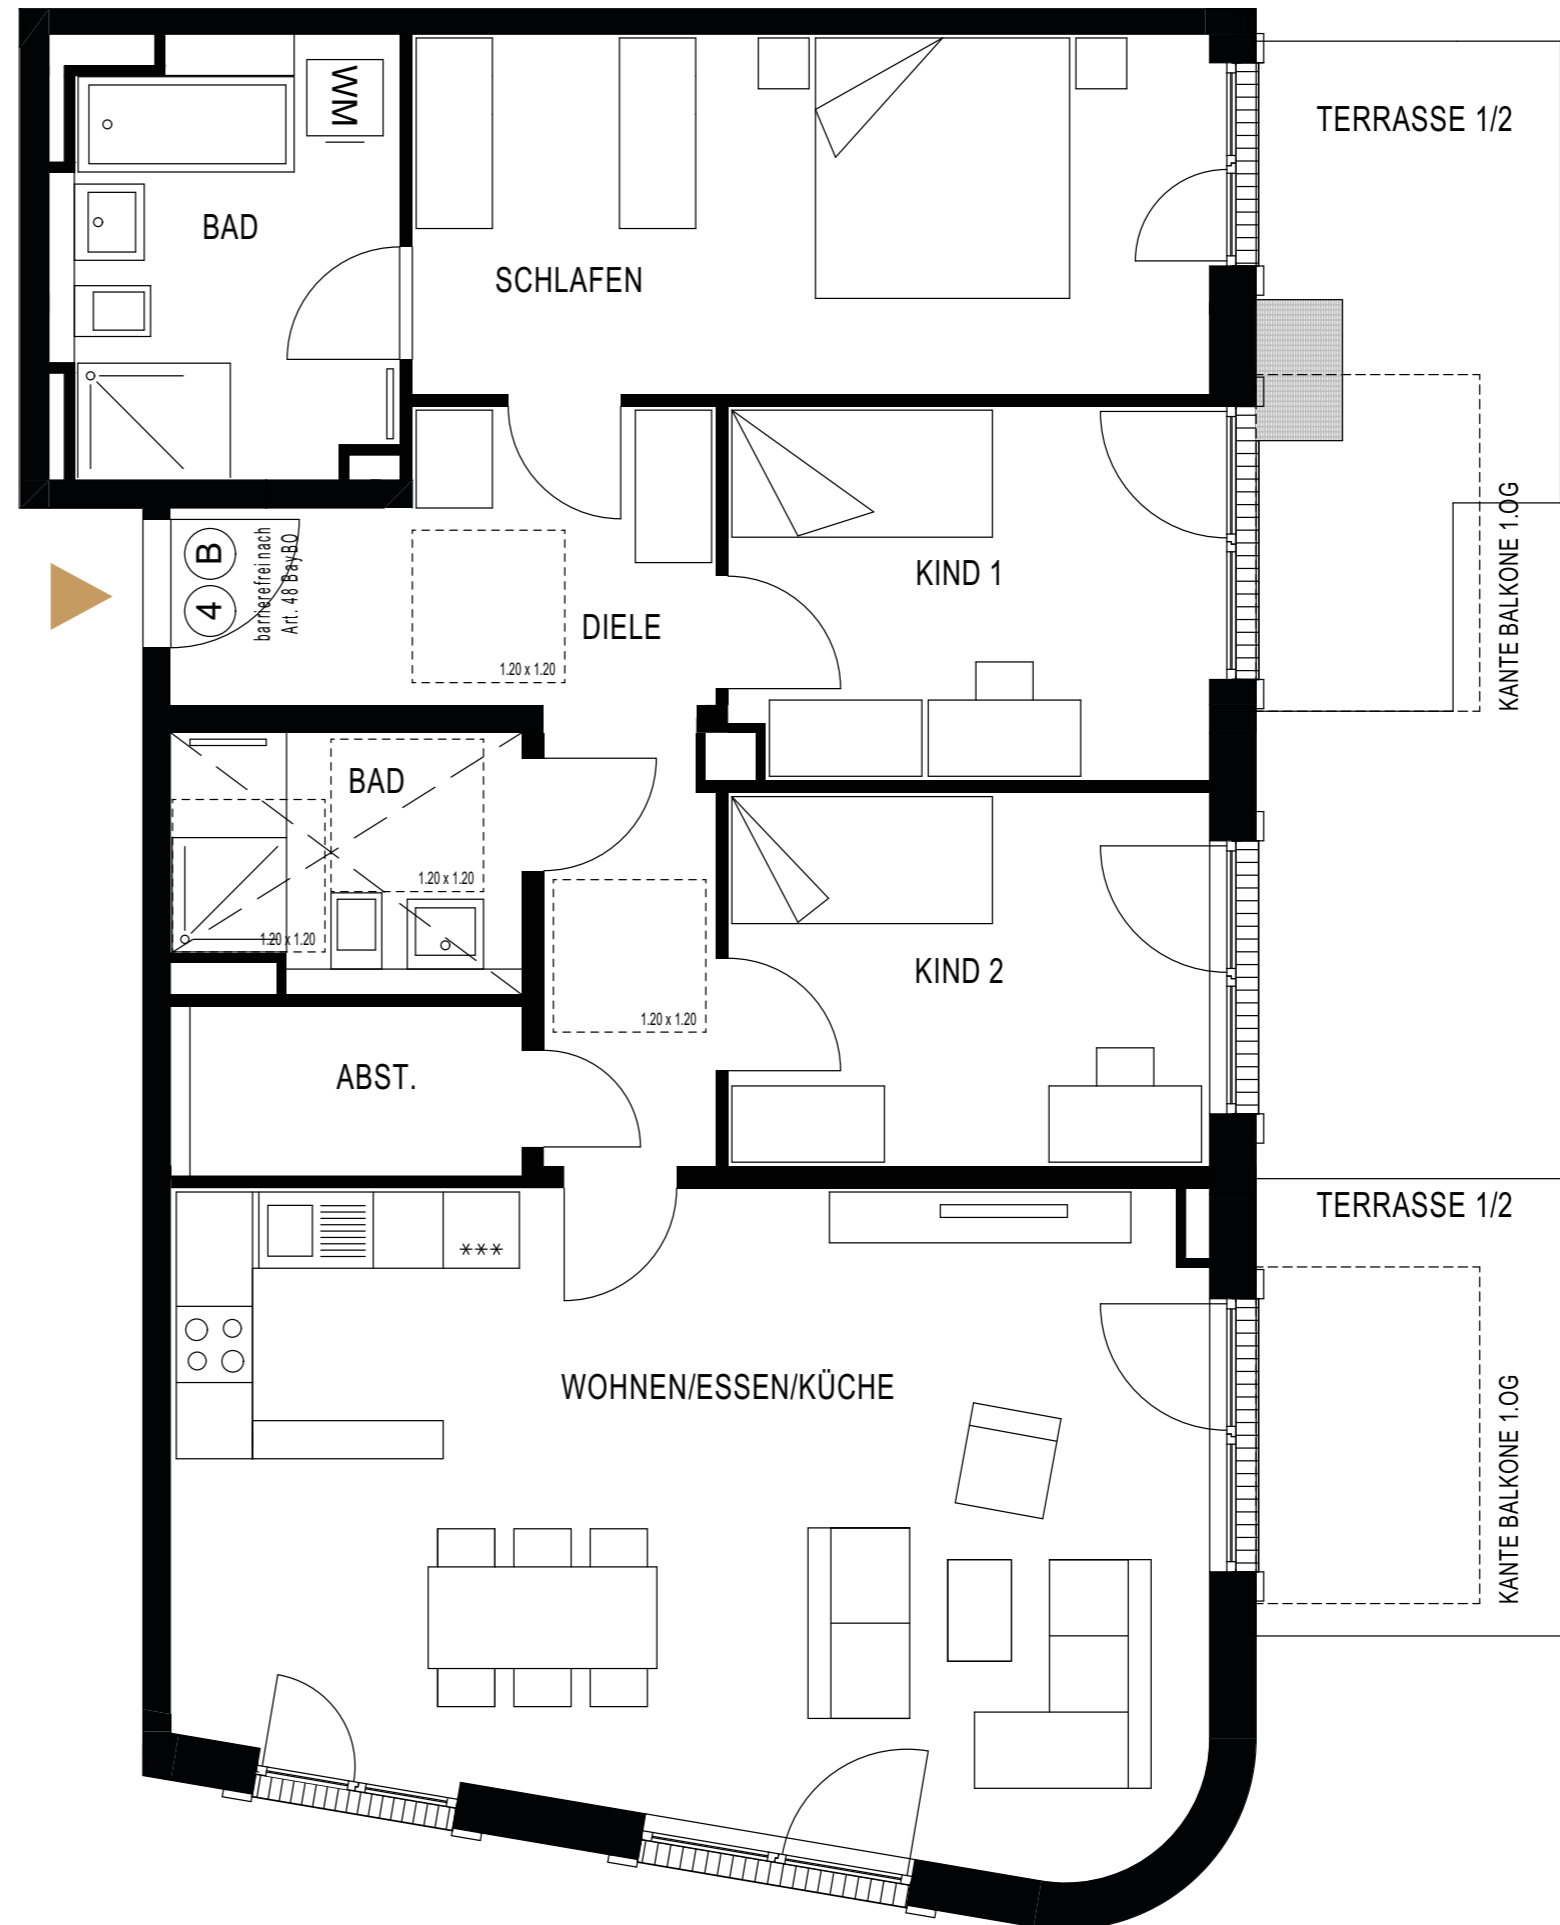 WM
TERRASSE 1/2
BAD
SCHLAFEN
B
4
barrierefrei nach
Art. 48 BayBO
KIND 1
KANTE BALKONE 1.OG
DIELE
1.20 x 1.20
BAD
1.20 x 1.20
1.20 x 1.20
KIND 2
1.20 x 1.20
ABST.
TERRASSE 1/2
***
WOHNEN/ESSEN/KÜCHE
KANTE BALKONE 1.OG